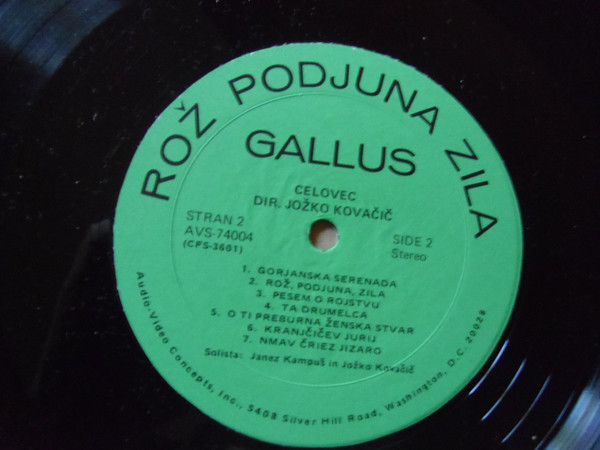 ROŽ PODJUNA ZILA
GALLUS
CELOVEC
DIR. JOŽKO KOVAČIČ
STRAN 2
AVS-74004
(CFS-3601)
SIDE 2
Stereo
1. GORJANSKA SERENADA
2. ROŽ, PODJUNA, ZILA
3. PESEM O ROJSTVU
4. TA DRUMELCA
5. O TI PREBURNA ŽENSKA STVAR
6. KRANJČIČEV JURIJ
7. NMAV ČRIEZ JIZARO
Solista: Janez Kampuš in Jožko Kovačič
Audio-Video Concepts, Inc., 5408 Silver Hill Road, Washington, D.C. 20028